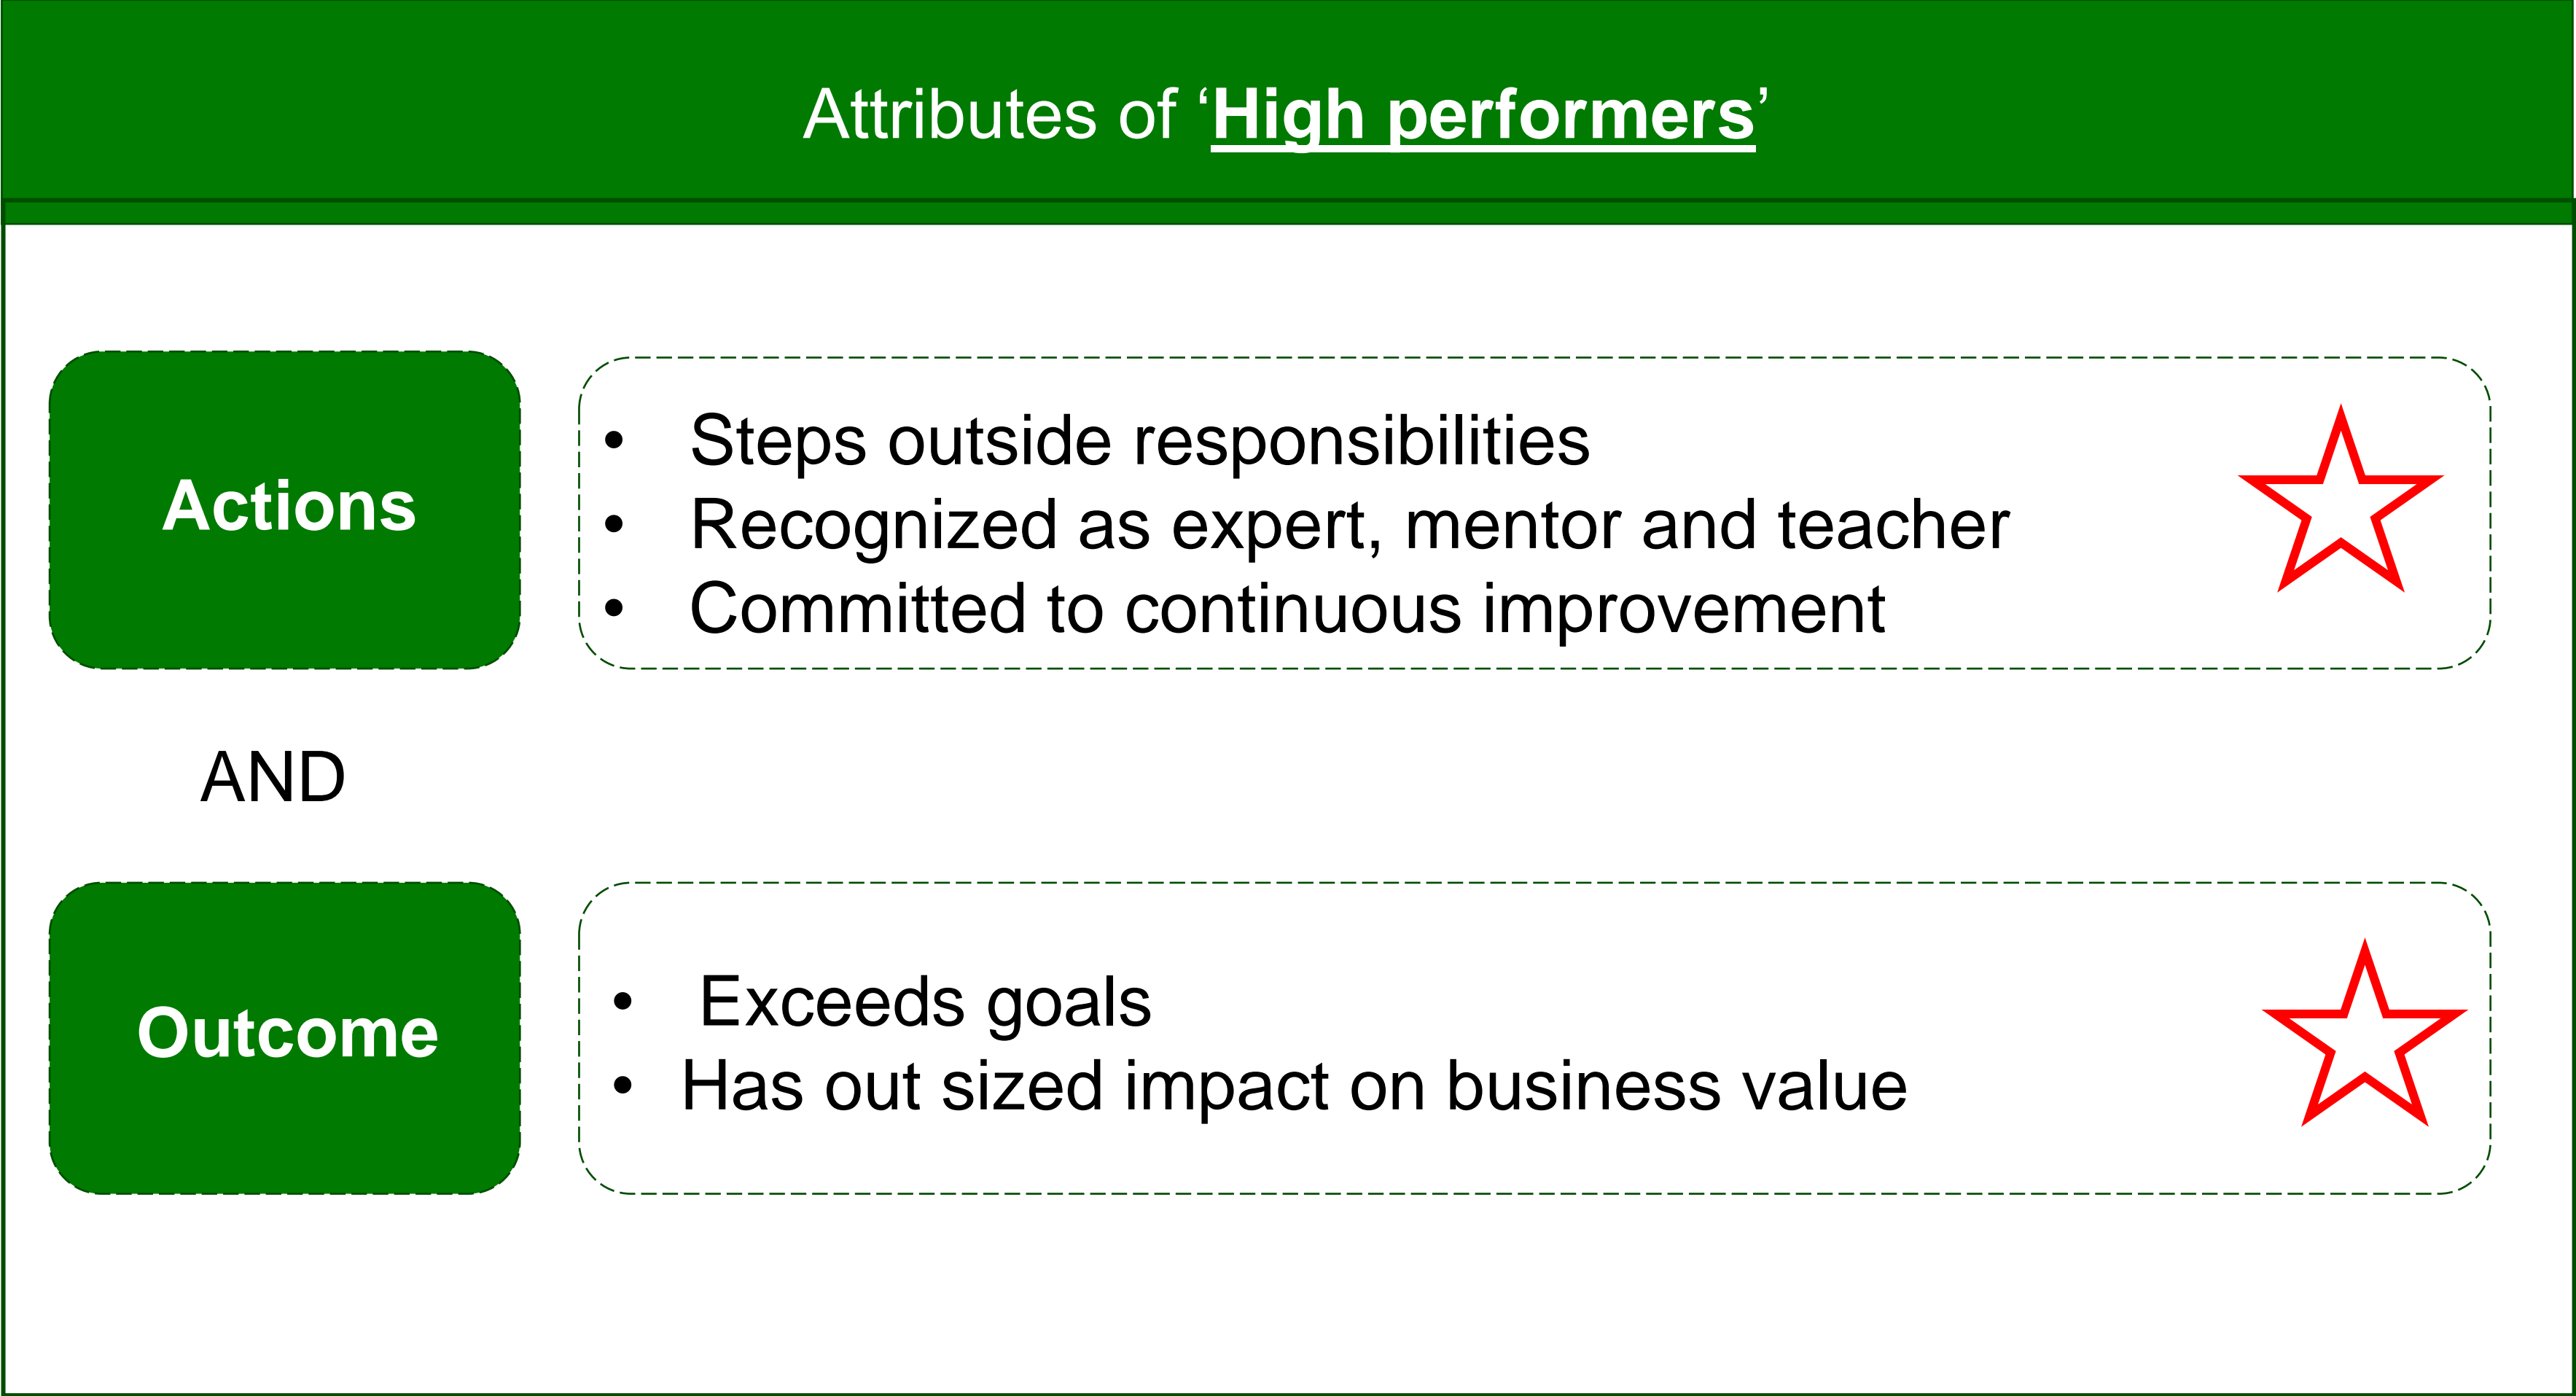 Attributes of ‘High performers’
Actions
• Steps outside responsibilities
• Recognized as expert, mentor and teacher
• Committed to continuous improvement
AND
Outcome
• Exceeds goals
• Has out sized impact on business value